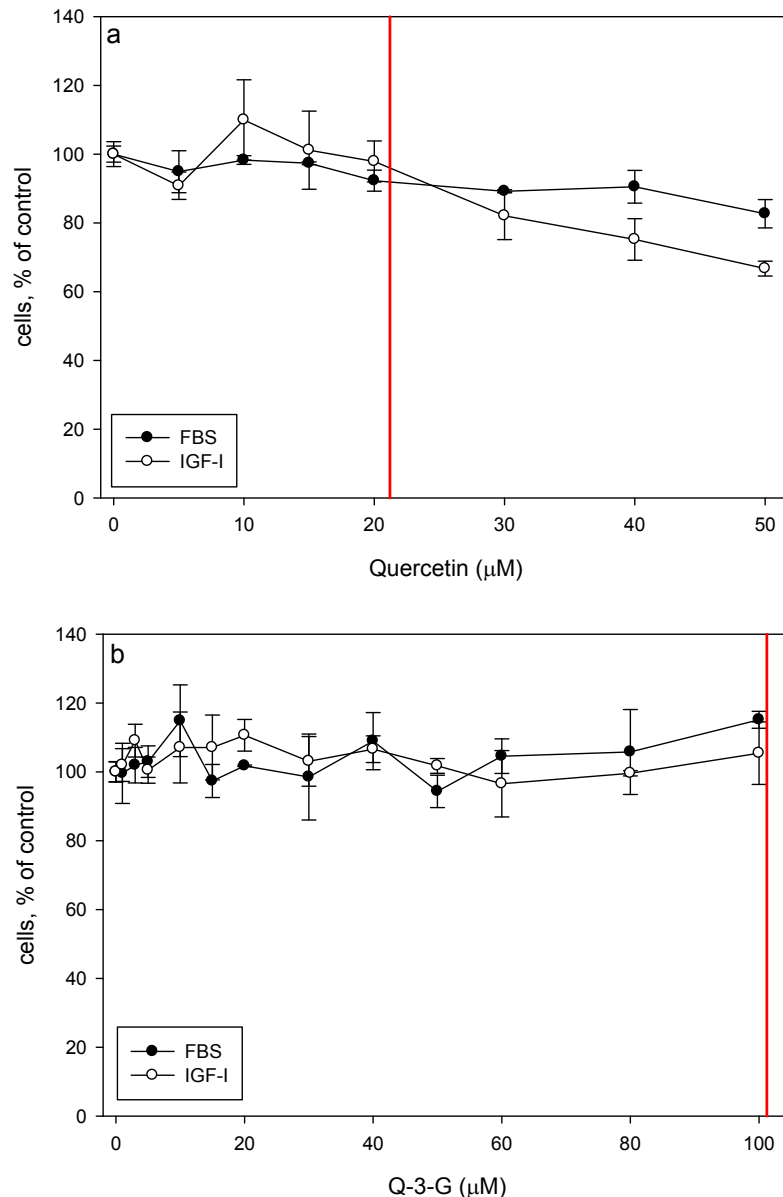 a
140
120
100
80
60
40
20
0
cells, % of control
FBS
IGF-I
0 10 20 30 40 50
Quercetin (μM)
b
140
120
100
80
60
40
20
0
cells, % of control
FBS
IGF-I
0 20 40 60 80 100
Q-3-G (μM)